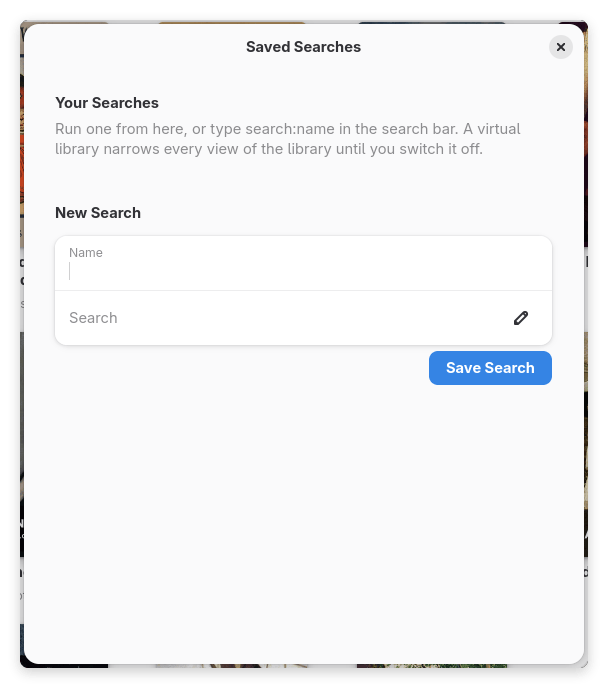 Saved Searches
Your Searches
Run one from here, or type search:name in the search bar. A virtual
library narrows every view of the library until you switch it off.
New Search
Name
Search
Save Search